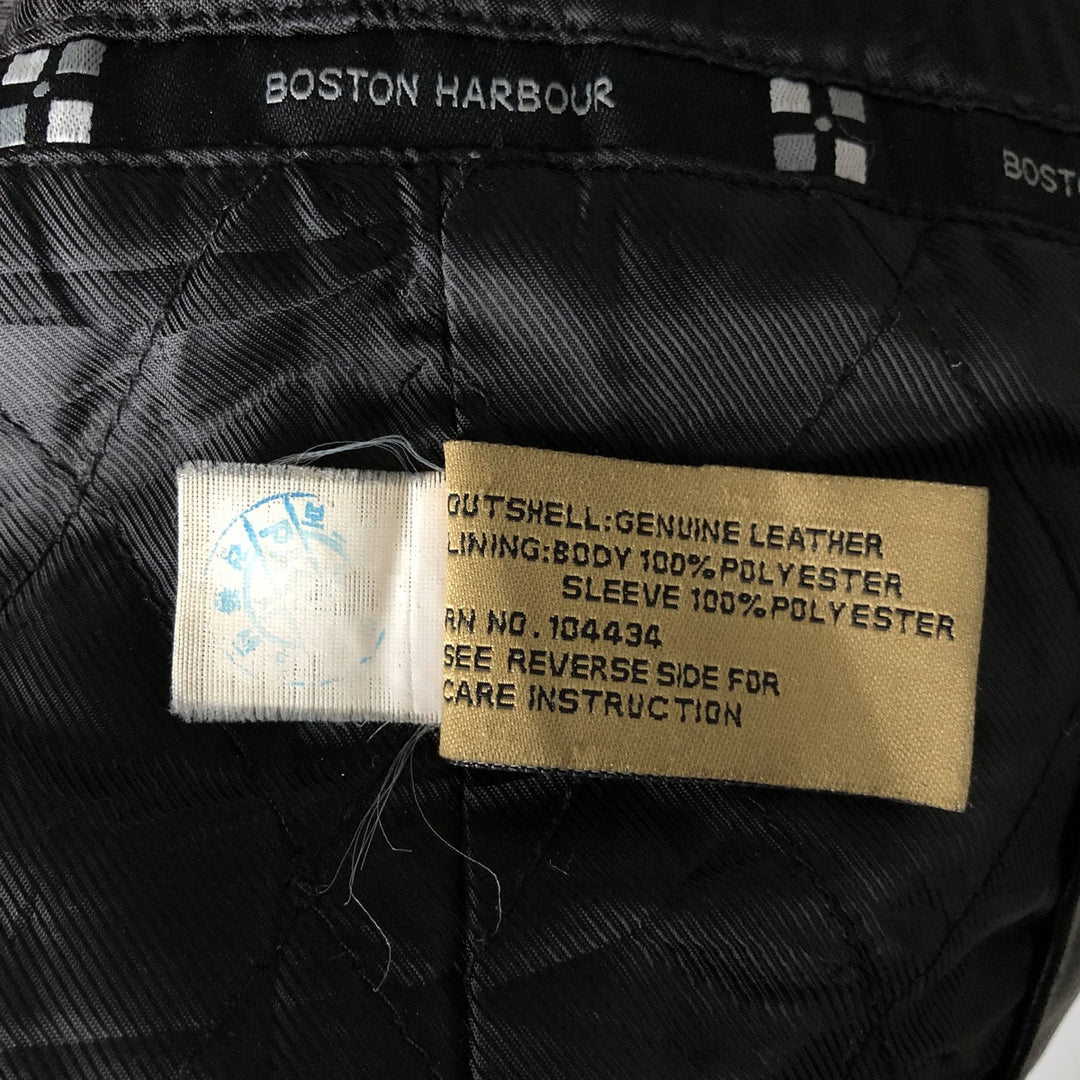 BOSTON HARBOUR
BOST
OUTSHELL:GENUINE LEATHER
LINING:BODY 100%POLYESTER
SLEEVE 100%POLYESTER
RN NO.104434
SEE REVERSE SIDE FOR
CARE INSTRUCTION